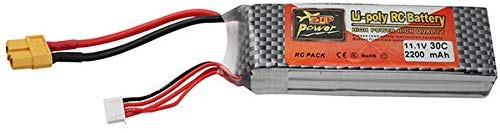 ZOP
Power
Li-poly RC Battery
HIGH POWER HIGH QUALITY
RC PACK
11.1V 30C
2200 mAh